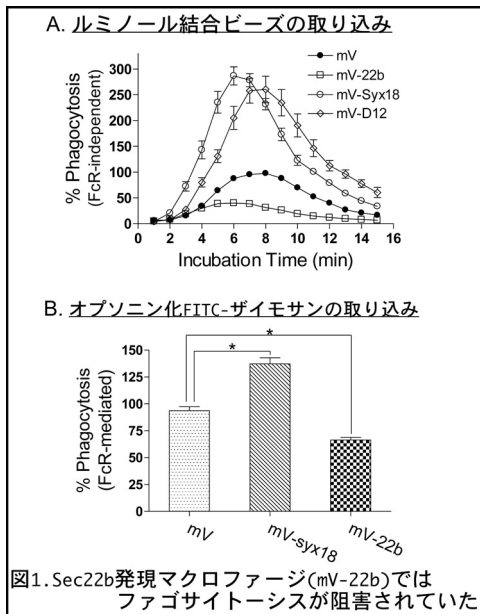 A. ルミノール結合ビーズの取り込み
mV
mV-22b
mV-Syx18
mV-D12
% Phagocytosis
(FcR-independent)
300
250
200
150
100
50
0
0 2 4 6 8 10 12 14 16
Incubation Time (min)
B. オプソニン化FITC-ザイモサンの取り込み
*
*
% Phagocytosis
(FcR-mediated)
150
125
100
75
50
25
0
mV
mV-syx18
mV-22b
図1.Sec22b発現マクロファージ(mV-22b)では
ファゴサイトーシスが阻害されていた